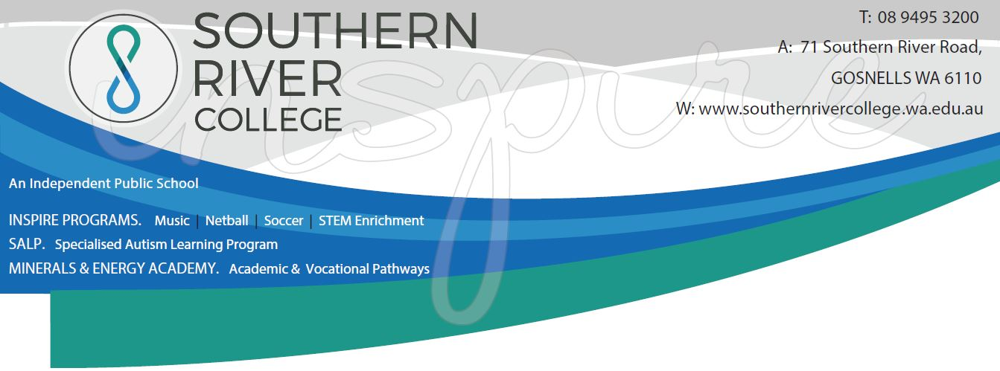 SOUTHERN
RIVER
COLLEGE
T: 08 9495 3200
A: 71 Southern River Road,
GOSNELLS WA 6110
W: www.southernrivercollege.wa.edu.au
inspire
An Independent Public School
INSPIRE PROGRAMS. Music | Netball | Soccer | STEM Enrichment
SALP. Specialised Autism Learning Program
MINERALS & ENERGY ACADEMY. Academic & Vocational Pathways